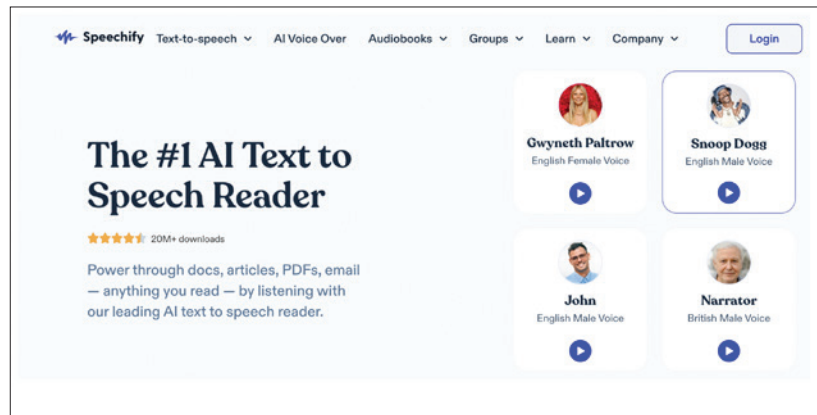 Speechify Text-to-speech AI Voice Over Audiobooks Groups Learn Company Login
The #1 AI Text to
Speech Reader
20M+ downloads
Power through docs, articles, PDFs, email
— anything you read — by listening with
our leading AI text to speech reader.
Gwyneth Paltrow
English Female Voice
Snoop Dogg
English Male Voice
John
English Male Voice
Narrator
British Male Voice